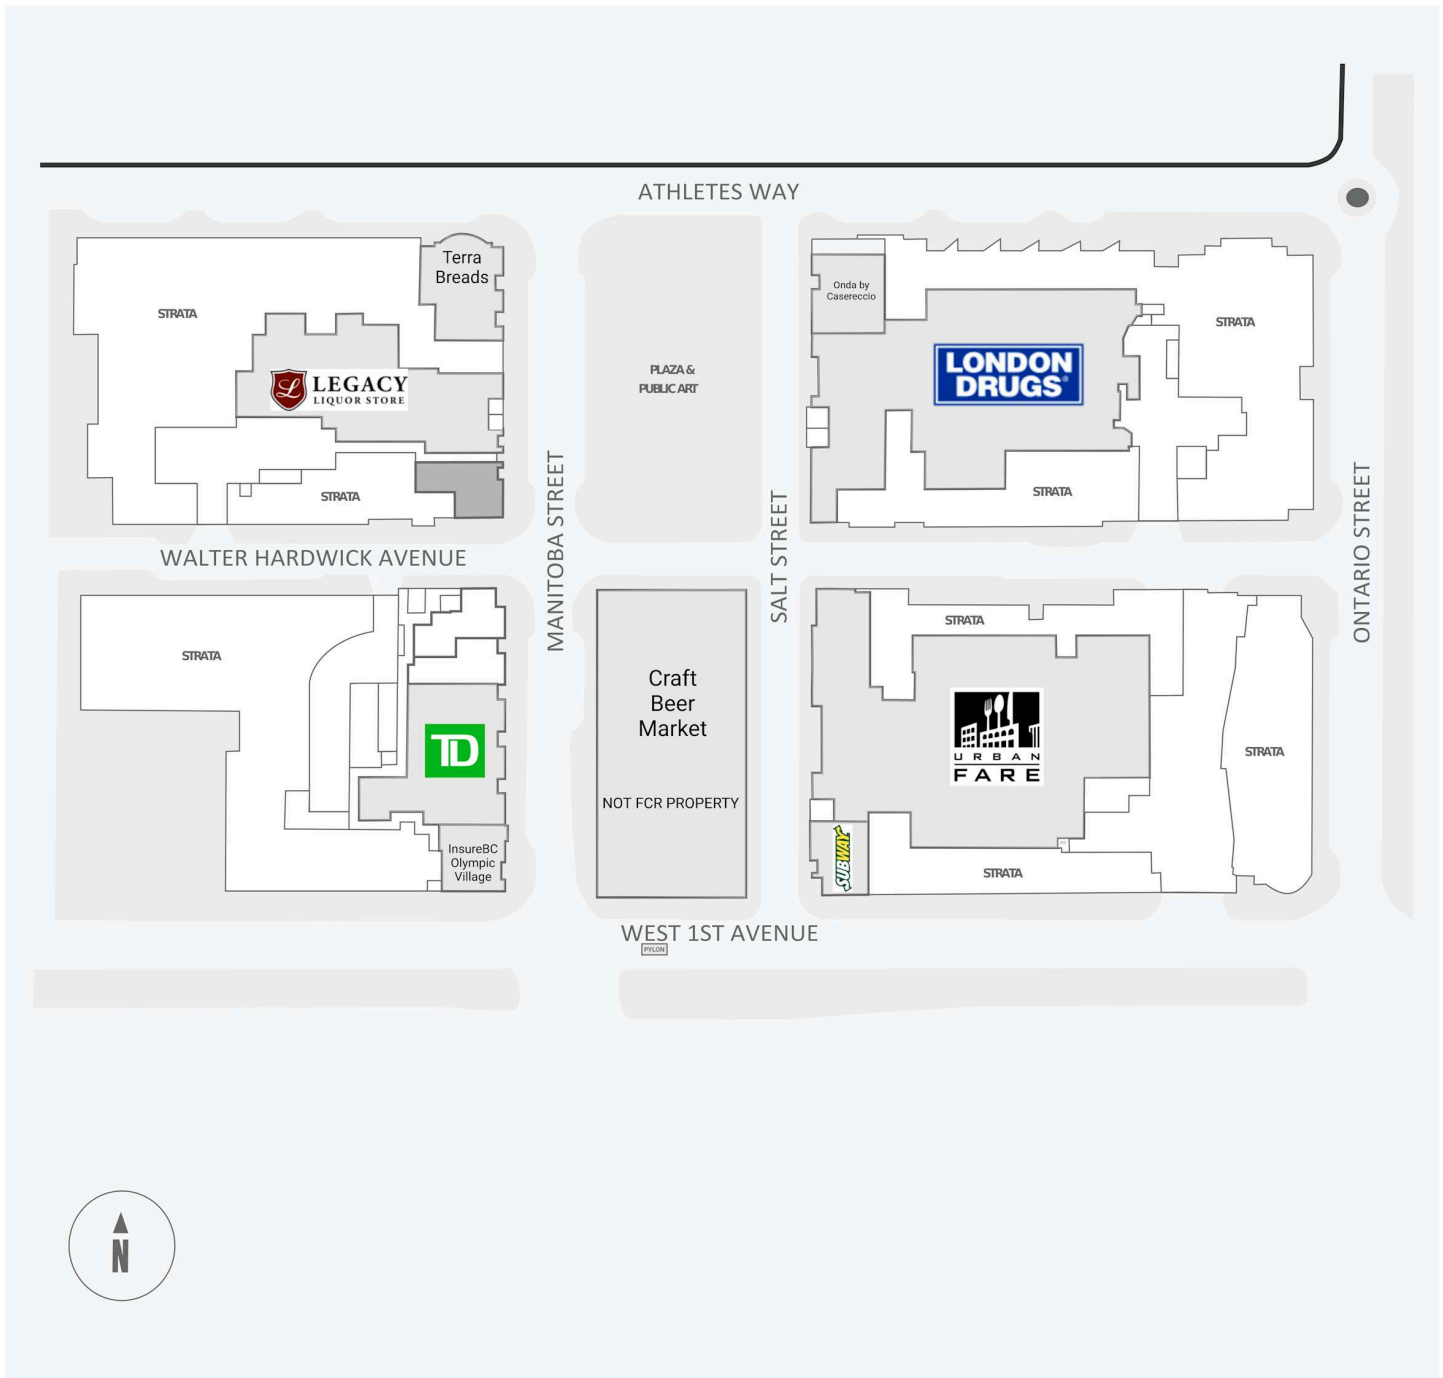 ATHLETES WAY
Terra
Breads
STRATA
LEGACY
LIQUOR STORE
STRATA
PLAZA &
PUBLIC ART
Onda by
Casereccio
LONDON
DRUGS
STRATA
STRATA
WALTER HARDWICK AVENUE
MANITOBA STREET
SALT STREET
ONTARIO STREET
STRATA
TD
InsureBC
Olympic
Village
Craft
Beer
Market
NOT FCR PROPERTY
STRATA
URBAN
FARE
STRATA
SUBWAY
STRATA
WEST 1ST AVENUE
PYLON
N